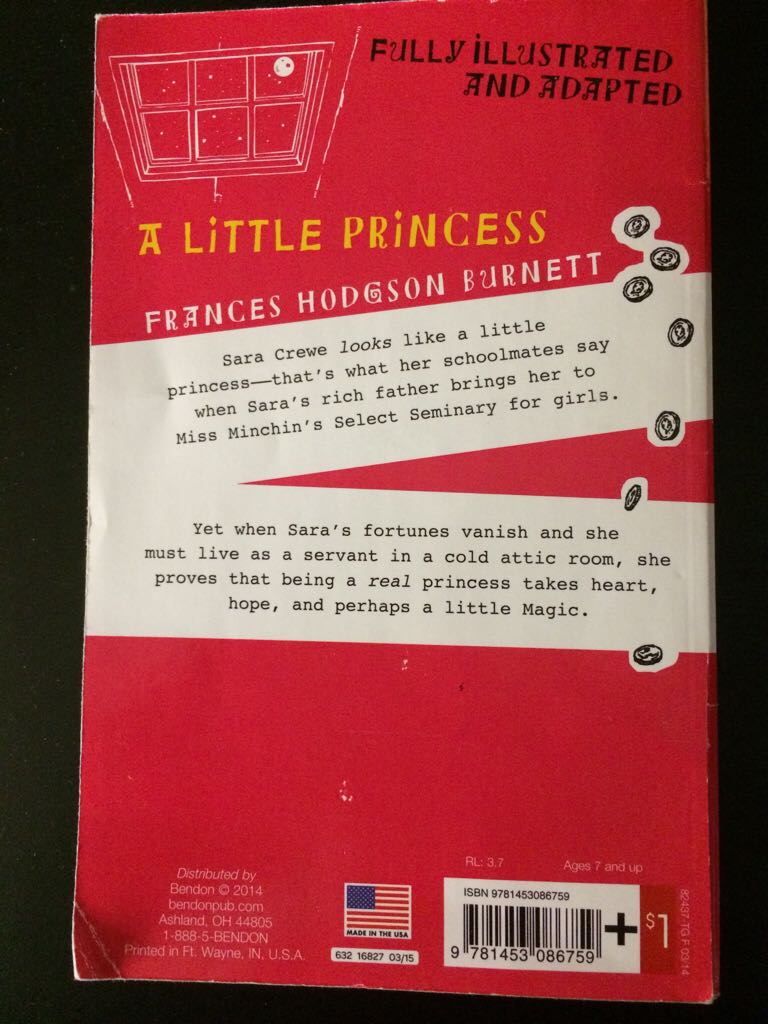 FULLY ILLUSTRATED
AND ADAPTED
A LITTLE PRINCESS
FRANCES HODGSON BURNETT
Sara Crewe looks like a little
princess—that's what her schoolmates say
when Sara's rich father brings her to
Miss Minchin's Select Seminary for girls.
Yet when Sara's fortunes vanish and she
must live as a servant in a cold attic room, she
proves that being a real princess takes heart,
hope, and perhaps a little Magic.
Distributed by
Bendon © 2014
bendonpub.com
Ashland, OH 44805
1-888-5-BENDON
Printed in Ft. Wayne, IN, U.S.A.
MADE IN THE USA
632 16827 03/15
RL: 3.7
Ages 7 and up
ISBN 9781453086759
9 781453 086759
+
$1
82437 TG F 03/14